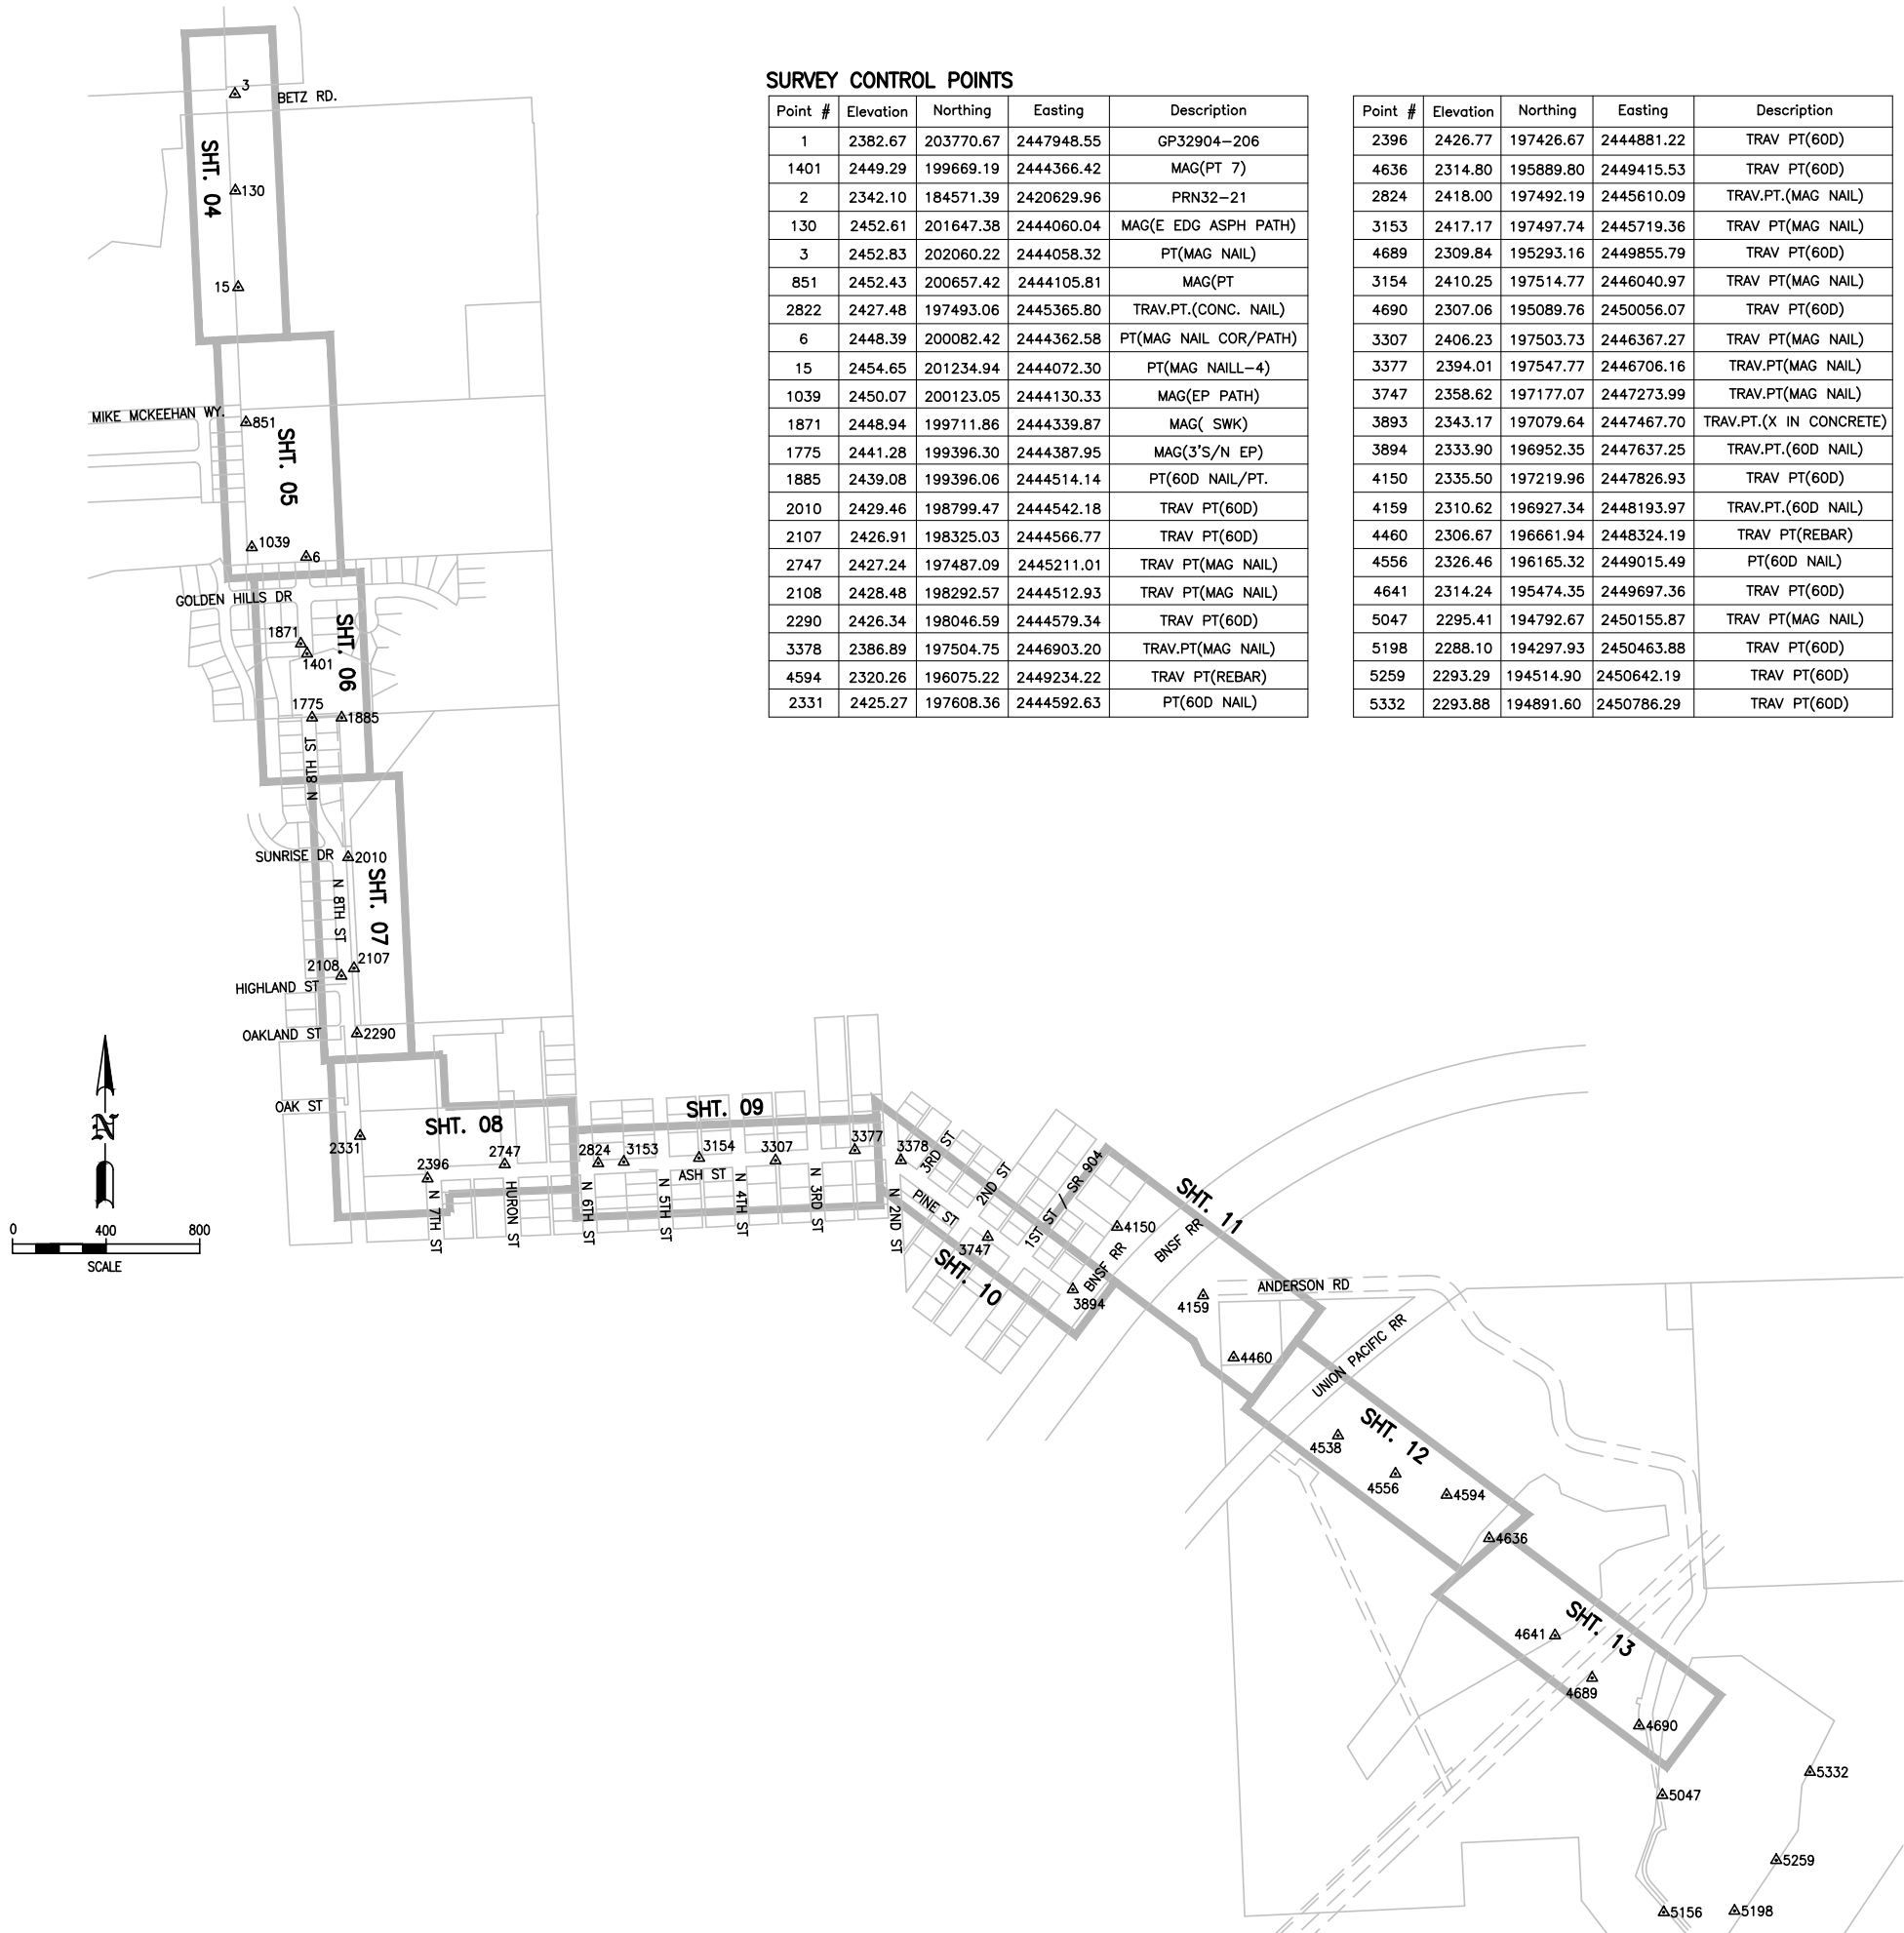 SURVEY CONTROL POINTS
Point # Elevation Northing Easting Description
1 2382.67 203770.67 2447948.55 GP32904-206
1401 2449.29 199669.19 2444366.42 MAG(PT 7)
2 2342.10 184571.39 2420629.96 PRN32-21
130 2452.61 201647.38 2444060.04 MAG(E EDG ASPH PATH)
3 2452.83 202060.22 2444058.32 PT(MAG NAIL)
851 2452.43 200657.42 2444105.81 MAG(PT
2822 2427.48 197493.06 2445365.80 TRAV.PT.(CONC. NAIL)
6 2448.39 200082.42 2444362.58 PT(MAG NAIL COR/PATH)
15 2454.65 201234.94 2444072.30 PT(MAG NAILL-4)
1039 2450.07 200123.05 2444130.33 MAG(EP PATH)
1871 2448.94 199711.86 2444339.87 MAG( SWK)
1775 2441.28 199396.30 2444387.95 MAG(3'S/N EP)
1885 2439.08 199396.06 2444514.14 PT(60D NAIL/PT.
2010 2429.46 198799.47 2444542.18 TRAV PT(60D)
2107 2426.91 198325.03 2444566.77 TRAV PT(60D)
2747 2427.24 197487.09 2445211.01 TRAV PT(MAG NAIL)
2108 2428.48 198292.57 2444512.93 TRAV PT(MAG NAIL)
2290 2426.34 198046.59 2444579.34 TRAV PT(60D)
3378 2386.89 197504.75 2446903.20 TRAV.PT(MAG NAIL)
4594 2320.26 196075.22 2449234.22 TRAV PT(REBAR)
2331 2425.27 197608.36 2444592.63 PT(60D NAIL)
Point # Elevation Northing Easting Description
2396 2426.77 197426.67 2444881.22 TRAV PT(60D)
4636 2314.80 195889.80 2449415.53 TRAV PT(60D)
2824 2418.00 197492.19 2445610.09 TRAV.PT.(MAG NAIL)
3153 2417.17 197497.74 2445719.36 TRAV PT(MAG NAIL)
4689 2309.84 195293.16 2449855.79 TRAV PT(60D)
3154 2410.25 197514.77 2446040.97 TRAV PT(MAG NAIL)
4690 2307.06 195089.76 2450056.07 TRAV PT(60D)
3307 2406.23 197503.73 2446367.27 TRAV PT(MAG NAIL)
3377 2394.01 197547.77 2446706.16 TRAV.PT(MAG NAIL)
3747 2358.62 197177.07 2447273.99 TRAV.PT(MAG NAIL)
3893 2343.17 197079.64 2447467.70 TRAV.PT.(X IN CONCRETE)
3894 2333.90 196952.35 2447637.25 TRAV.PT.(60D NAIL)
4150 2335.50 197219.96 2447826.93 TRAV PT(60D)
4159 2310.62 196927.34 2448193.97 TRAV.PT.(60D NAIL)
4460 2306.67 196661.94 2448324.19 TRAV PT(REBAR)
4556 2326.46 196165.32 2449015.49 PT(60D NAIL)
4641 2314.24 195474.35 2449697.36 TRAV PT(60D)
5047 2295.41 194792.67 2450155.87 TRAV PT(MAG NAIL)
5198 2288.10 194297.93 2450463.88 TRAV PT(60D)
5259 2293.29 194514.90 2450642.19 TRAV PT(60D)
5332 2293.88 194891.60 2450786.29 TRAV PT(60D)
3
BETZ RD.
SHT. 04
130
15
MIKE MCKEEHAN WY.
851
SHT. 05
1039
6
GOLDEN HILLS DR
1871
1401
SHT. 06
1775
1885
N 8TH ST
SUNRISE DR
2010
N 8TH ST
SHT. 07
2108
2107
HIGHLAND ST
OAKLAND ST
2290
OAK ST
2331
SHT. 08
2396
2747
N 7TH ST
HURON ST
SHT. 09
2824
3153
3154
3307
3377
ASH ST
N 6TH ST
N 5TH ST
N 4TH ST
N 3RD ST
N 2ND ST
3378
3RD ST
2ND ST
PINE ST
1ST ST / SR 904
3747
SHT. 10
3894
BNSF RR
4150
BNSF RR
SHT. 11
4159
ANDERSON RD
4460
UNION PACIFIC RR
SHT. 12
4538
4556
4594
4636
SHT. 13
4641
4689
4690
5332
5047
5259
5156
5198
N
0 400 800
SCALE